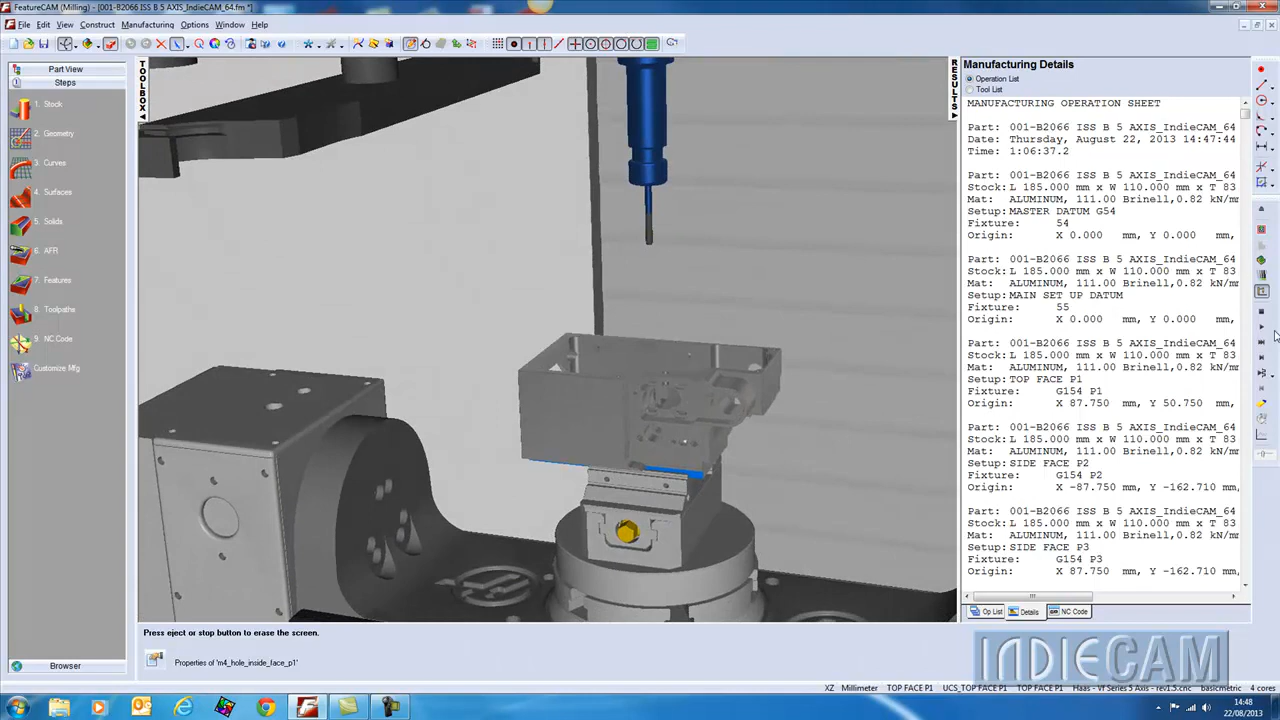 FeatureCAM (Milling) - [001-B2066 ISS B 5 AXIS_IndieCAM_64.fm *]
File Edit View Construct Manufacturing Options Window Help
Part View
Steps
1. Stock
2. Geometry
3. Curves
4. Surfaces
5. Solids
6. AFR
7. Features
8. Toolpaths
9. NC Code
Customize Mfg
Browser
TOOLBOX
RESULTS
Manufacturing Details
Operation List
Tool List
MANUFACTURING OPERATION SHEET
Part: 001-B2066 ISS B 5 AXIS_IndieCAM_64
Date: Thursday, August 22, 2013 14:47:44
Time: 1:06:37.2
Part: 001-B2066 ISS B 5 AXIS_IndieCAM_64
Stock: L 185.000 mm x W 110.000 mm x T 83
Mat: ALUMINUM, 111.00 Brinell,0.82 kN/mm
Setup: MASTER DATUM G54
Fixture: 54
Origin: X 0.000 mm, Y 0.000 mm,
Part: 001-B2066 ISS B 5 AXIS_IndieCAM_64
Stock: L 185.000 mm x W 110.000 mm x T 83
Mat: ALUMINUM, 111.00 Brinell,0.82 kN/mm
Setup: MAIN SET UP DATUM
Fixture: 55
Origin: X 0.000 mm, Y 0.000 mm,
Part: 001-B2066 ISS B 5 AXIS_IndieCAM_64
Stock: L 185.000 mm x W 110.000 mm x T 83
Mat: ALUMINUM, 111.00 Brinell,0.82 kN/mm
Setup: TOP FACE P1
Fixture: G154 P1
Origin: X 87.750 mm, Y 50.750 mm,
Part: 001-B2066 ISS B 5 AXIS_IndieCAM_64
Stock: L 185.000 mm x W 110.000 mm x T 83
Mat: ALUMINUM, 111.00 Brinell,0.82 kN/mm
Setup: SIDE FACE P2
Fixture: G154 P2
Origin: X -87.750 mm, Y -162.710 mm,
Part: 001-B2066 ISS B 5 AXIS_IndieCAM_64
Stock: L 185.000 mm x W 110.000 mm x T 83
Mat: ALUMINUM, 111.00 Brinell,0.82 kN/mm
Setup: SIDE FACE P3
Fixture: G154 P3
Origin: X 87.750 mm, Y -162.710 mm,
Op List Details NC Code
Press eject or stop button to erase the screen.
Properties of 'm4_hole_inside_face_p1'
INDIECAM
XZ Millimeter TOP FACE P1 UCS_TOP FACE P1 TOP FACE P1 Haas - Vf Series 5 Axis - rev1.5.cnc basicmetric 4 cores
14:48
22/08/2013